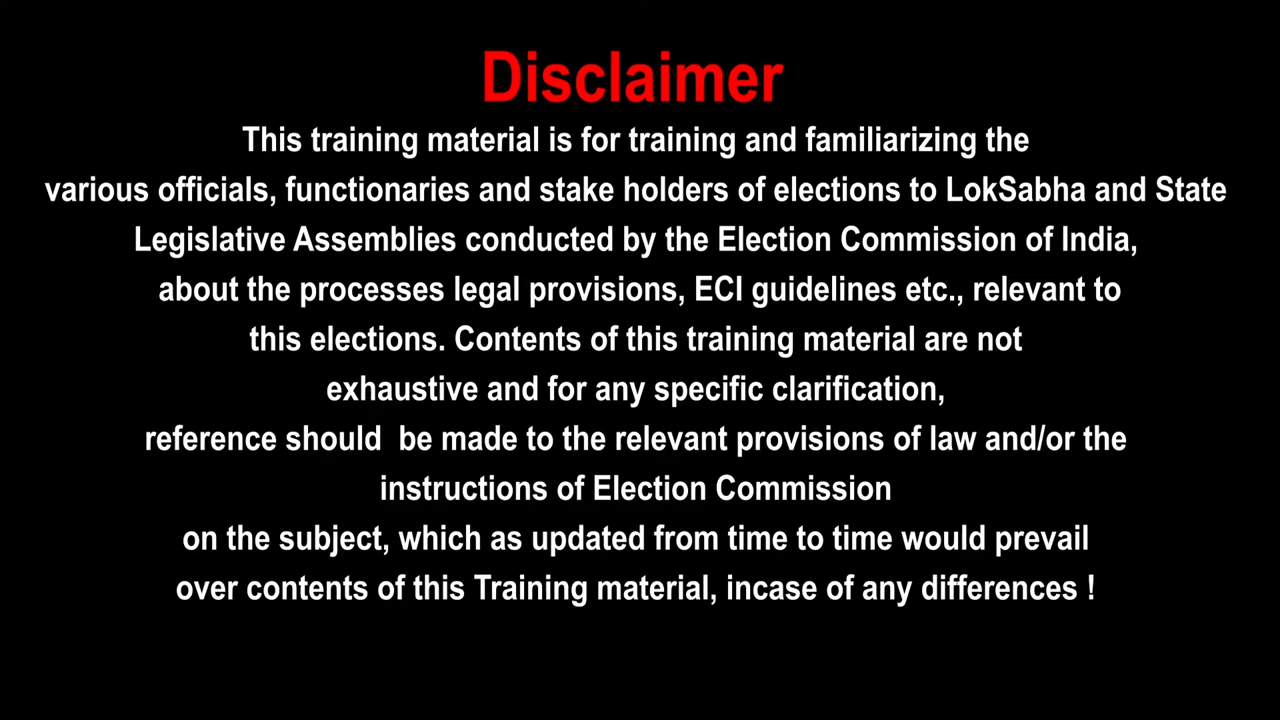 Disclaimer
This training material is for training and familiarizing the
various officials, functionaries and stake holders of elections to LokSabha and State
Legislative Assemblies conducted by the Election Commission of India,
about the processes legal provisions, ECI guidelines etc., relevant to
this elections. Contents of this training material are not
exhaustive and for any specific clarification,
reference should  be made to the relevant provisions of law and/or the
instructions of Election Commission
on the subject, which as updated from time to time would prevail
over contents of this Training material, incase of any differences !